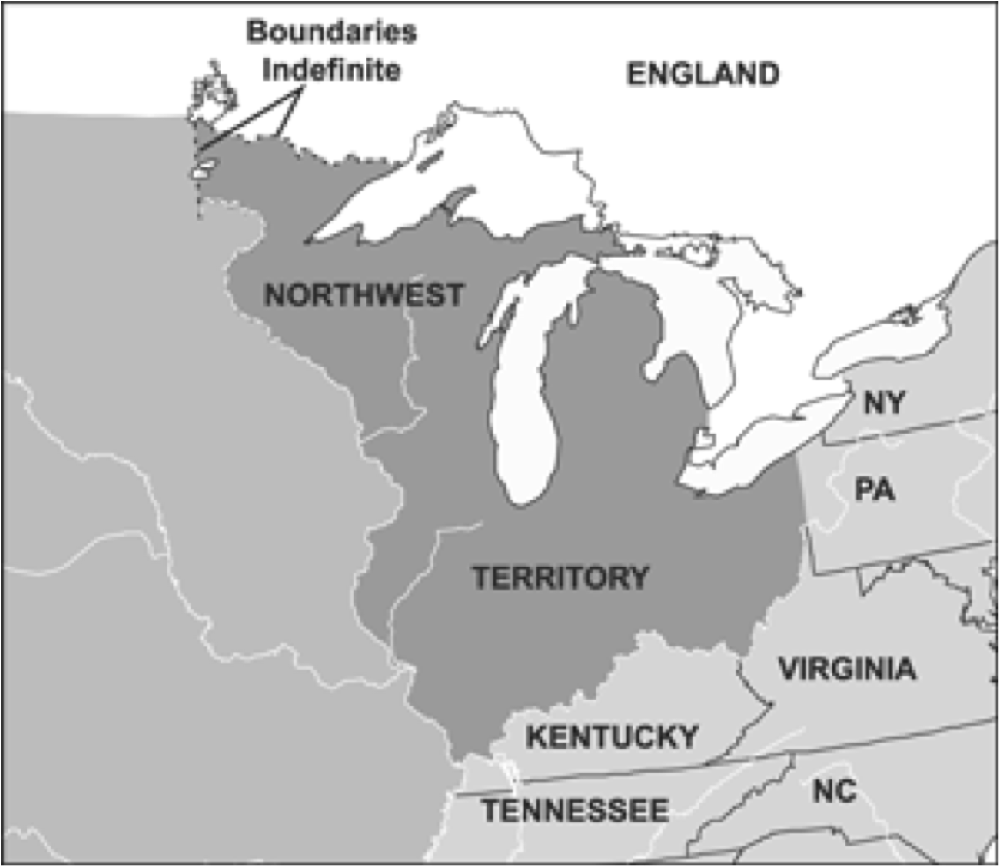 Boundaries
Indefinite
ENGLAND
NORTHWEST
NY
PA
TERRITORY
VIRGINIA
KENTUCKY
NC
TENNESSEE